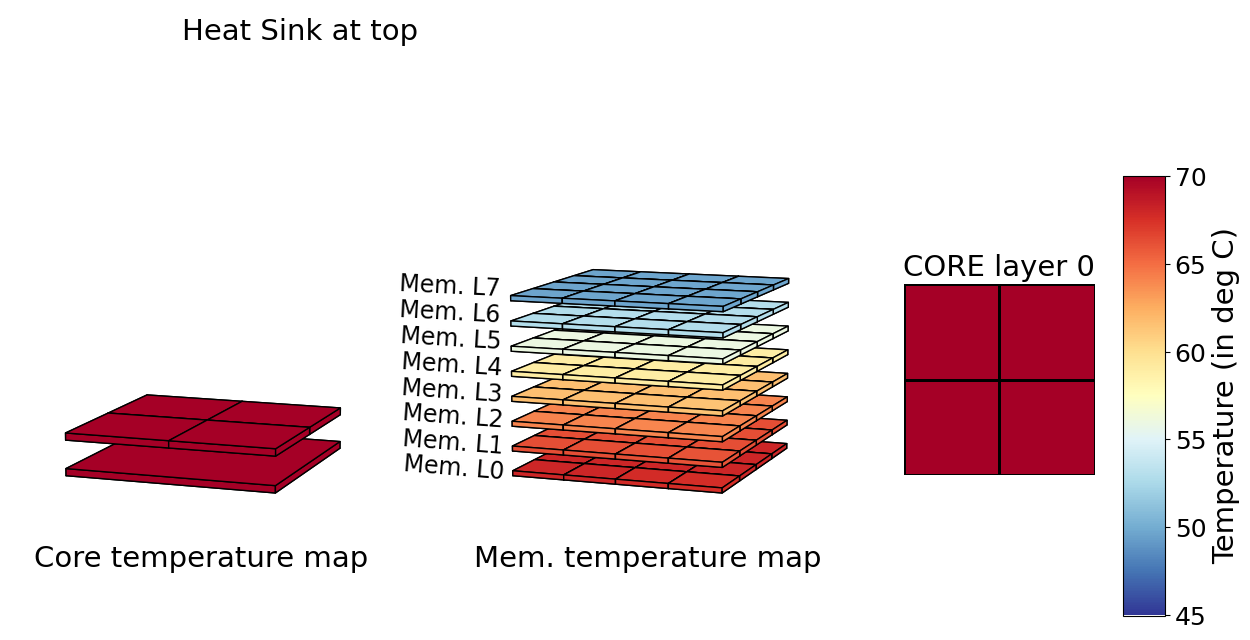 Heat Sink at top
Mem. L7
Mem. L6
Mem. L5
Mem. L4
Mem. L3
Mem. L2
Mem. L1
Mem. L0
Core temperature map
Mem. temperature map
CORE layer 0
70
65
60
55
50
45
Temperature (in deg C)